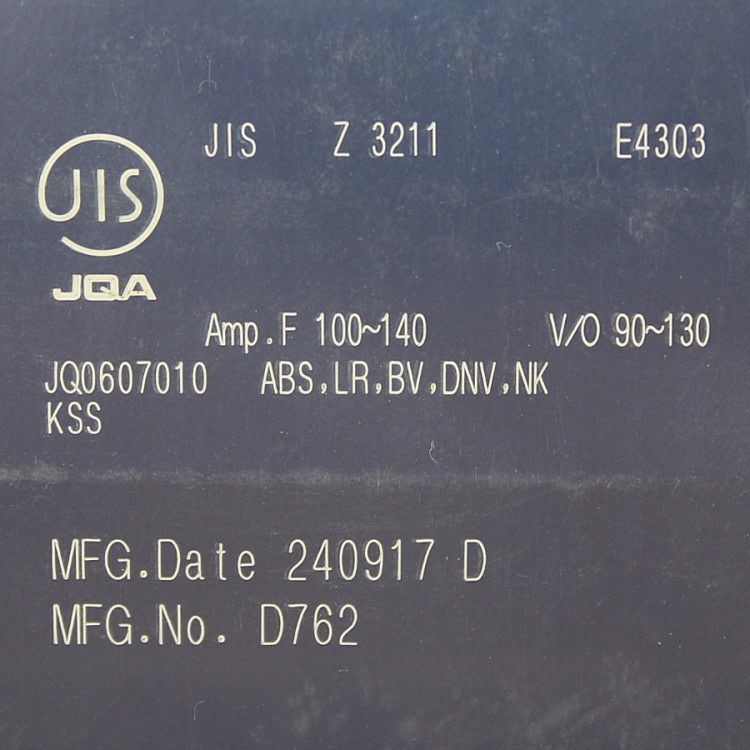 JIS Z 3211 E4303
JIS
JQA
Amp.F 100~140 V/O 90~130
JQ0607010 ABS,LR,BV,DNV,NK
KSS
MFG.Date 240917 D
MFG.No. D762